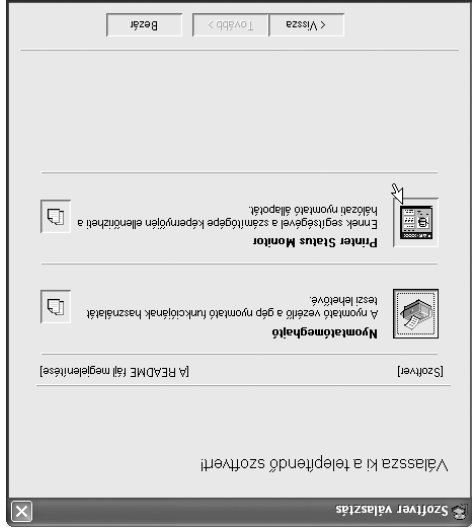 Szoftver választás
Válassza ki a telepítendő szoftvert!
[Szoftver] [A README fájl megjelenítése]
Nyomtatómeghajtó
A nyomtató vezérlő a gép nyomtató funkciójának használatát
teszi lehetővé.
Printer Status Monitor
Ennek segítségével a számítógépe képernyőjén ellenőrizheti a
hálózati nyomtató állapotát.
< Vissza Tovább > Bezár